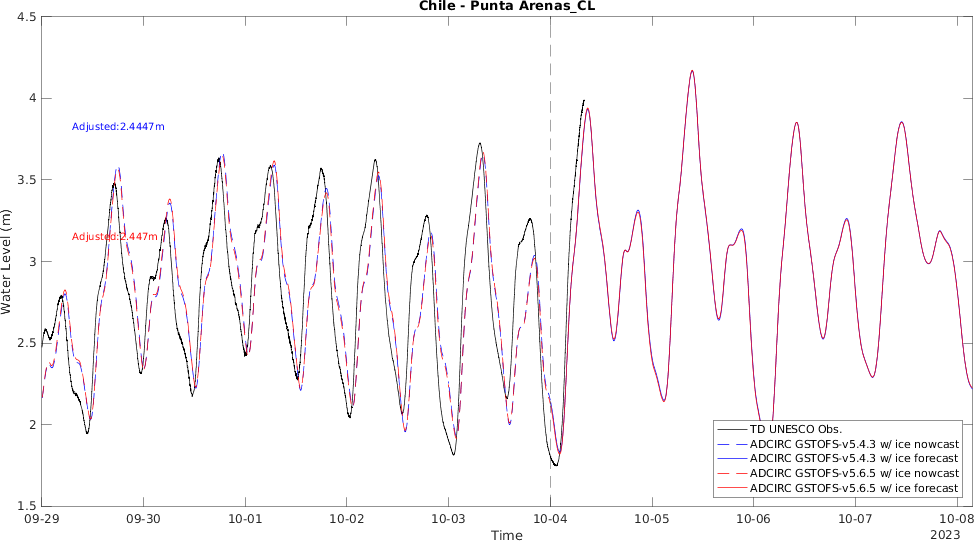 Chile - Punta Arenas_CL
4.5
4
3.5
3
2.5
2
1.5
Water Level (m)
Adjusted:2.4447m
Adjusted:2.447m
TD UNESCO Obs.
ADCIRC GSTOFS-v5.4.3 w/ ice nowcast
ADCIRC GSTOFS-v5.4.3 w/ ice forecast
ADCIRC GSTOFS-v5.6.5 w/ ice nowcast
ADCIRC GSTOFS-v5.6.5 w/ ice forecast
09-29 09-30 10-01 10-02 10-03 10-04 10-05 10-06 10-07 10-08
2023
Time